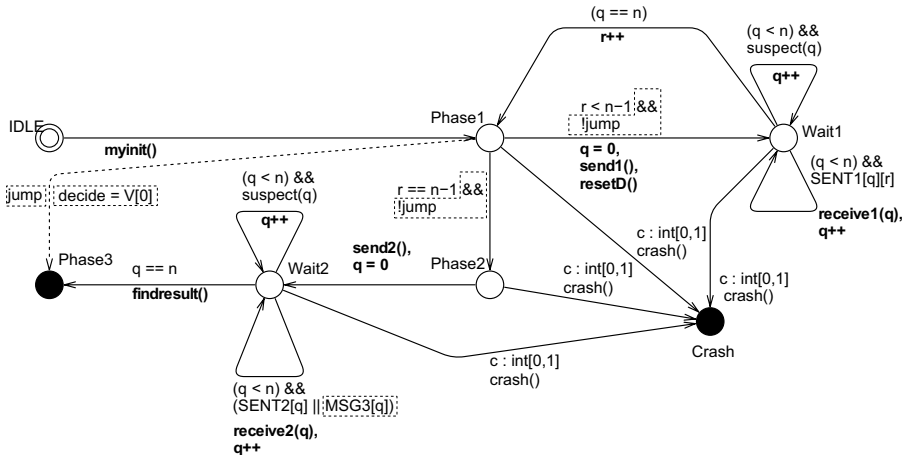 (q == n)
r++
(q < n) &&
suspect(q)
q++
IDLE
myinit()
Phase1
r < n−1 &&
!jump
q = 0,
send1(),
resetD()
Wait1
(q < n) &&
SENT1[q][r]
receive1(q),
q++
jump
decide = V[0]
(q < n) &&
suspect(q)
q++
r == n−1 &&
!jump
c : int[0,1]
crash()
Phase3
q == n
findresult()
Wait2
send2(),
q = 0
Phase2
c : int[0,1]
crash()
c : int[0,1]
crash()
Crash
c : int[0,1]
crash()
(q < n) &&
(SENT2[q] || MSG3[q])
receive2(q),
q++